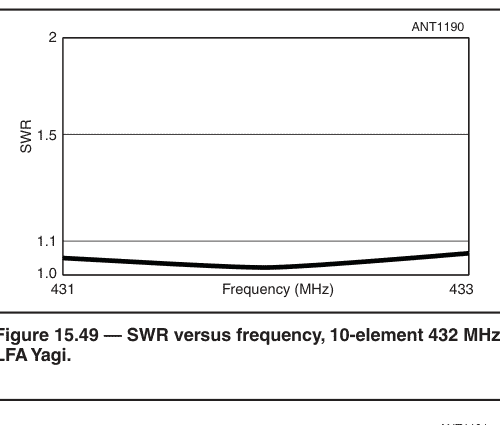 ANT1190
2
SWR
1.5
1.1
1.0
431 Frequency (MHz) 433
Figure 15.49 — SWR versus frequency, 10-element 432 MHz
LFA Yagi.